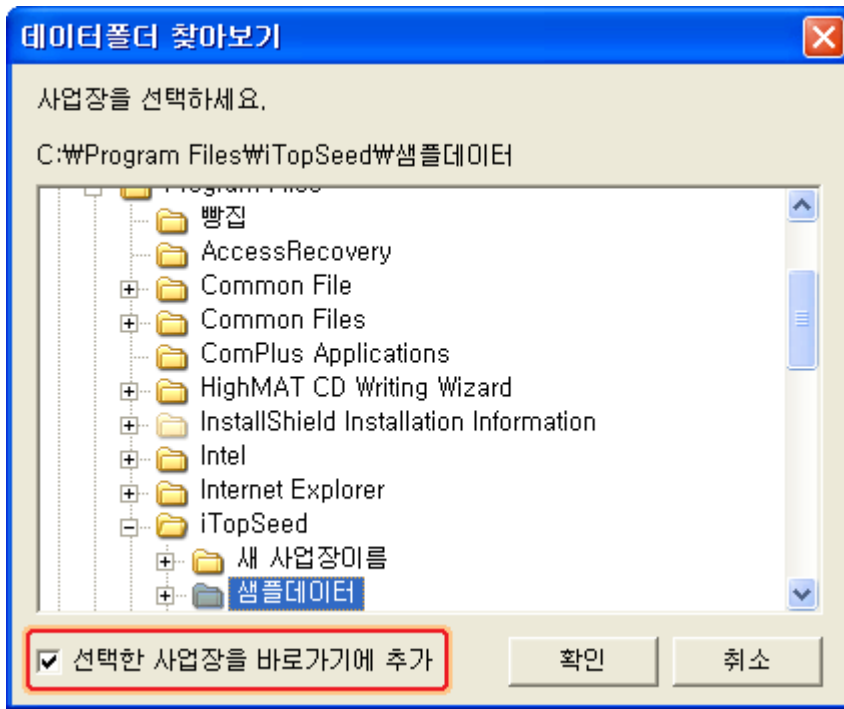 데이터폴더 찾아보기
사업장을 선택하세요.
C:₩Program Files₩iTopSeed₩샘플데이터
Program Files
빵집
AccessRecovery
Common File
Common Files
ComPlus Applications
HighMAT CD Writing Wizard
InstallShield Installation Information
Intel
Internet Explorer
iTopSeed
새 사업장이름
샘플데이터
선택한 사업장을 바로가기에 추가 확인 취소